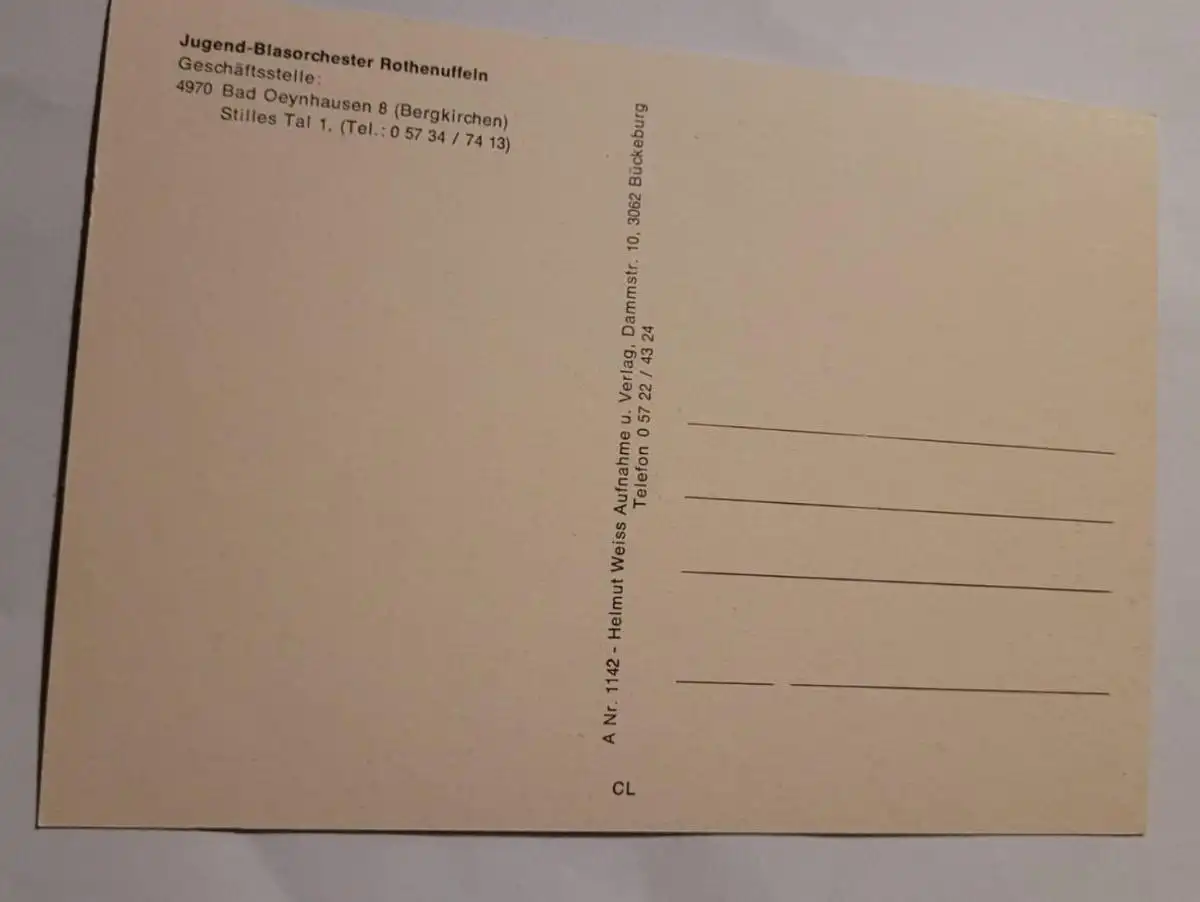 Jugend-Blasorchester Rothenuffeln
Geschäftsstelle:
4970 Bad Oeynhausen 8 (Bergkirchen)
Stilles Tal 1, (Tel.: 0 57 34 / 74 13)
A Nr. 1142 - Helmut Weiss Aufnahme u. Verlag, Dammstr. 10, 3062 Bückeburg
Telefon 0 57 22 / 43 24
CL